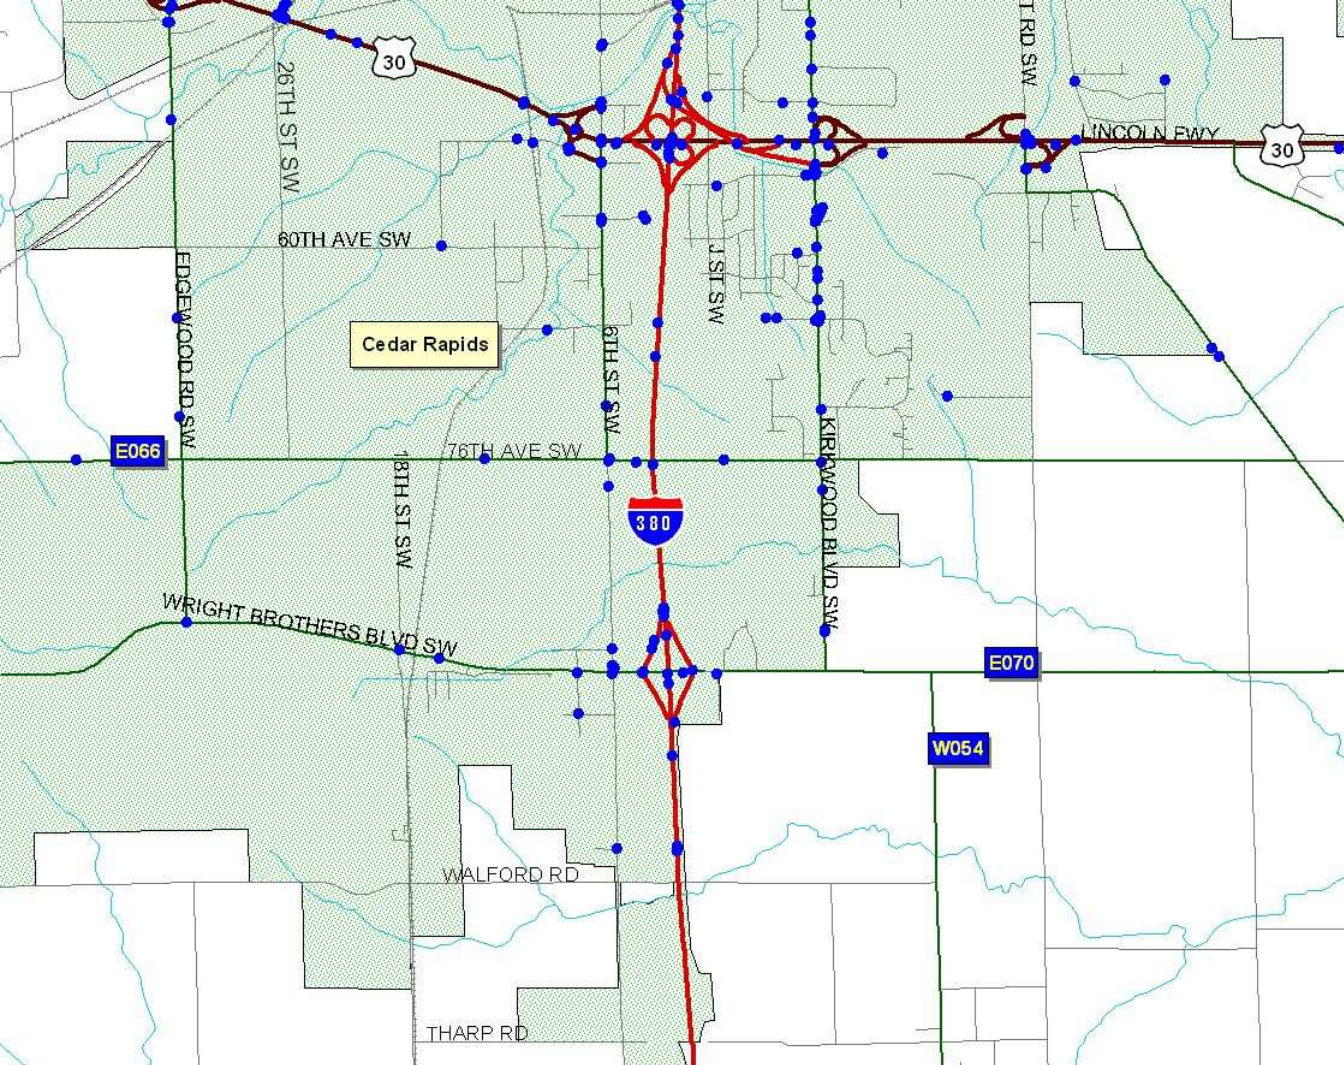 T RD SW
30
26TH ST SW
LINCOLN FWY
30
60TH AVE SW
EDGEWOOD RD SW
J ST SW
Cedar Rapids
6TH ST SW
E066
76TH AVE SW
18TH ST SW
KIRKWOOD BLVD SW
380
WRIGHT BROTHERS BLVD SW
E070
W054
WALFORD RD
THARP RD